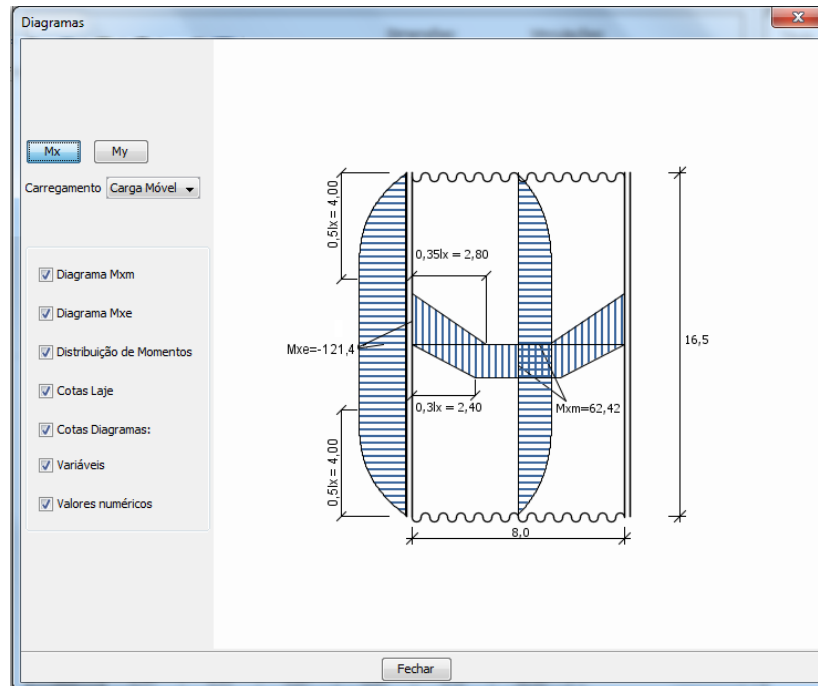 Diagramas
Mx
My
Carregamento
Carga Móvel
Diagrama Mxm
Diagrama Mxe
Distribuição de Momentos
Cotas Laje
Cotas Diagramas:
Variáveis
Valores numéricos
0,5lx = 4,00
0,35lx = 2,80
Mxe=-121,4
16,5
0,3lx = 2,40
Mxm=62,42
0,5lx = 4,00
8,0
Fechar